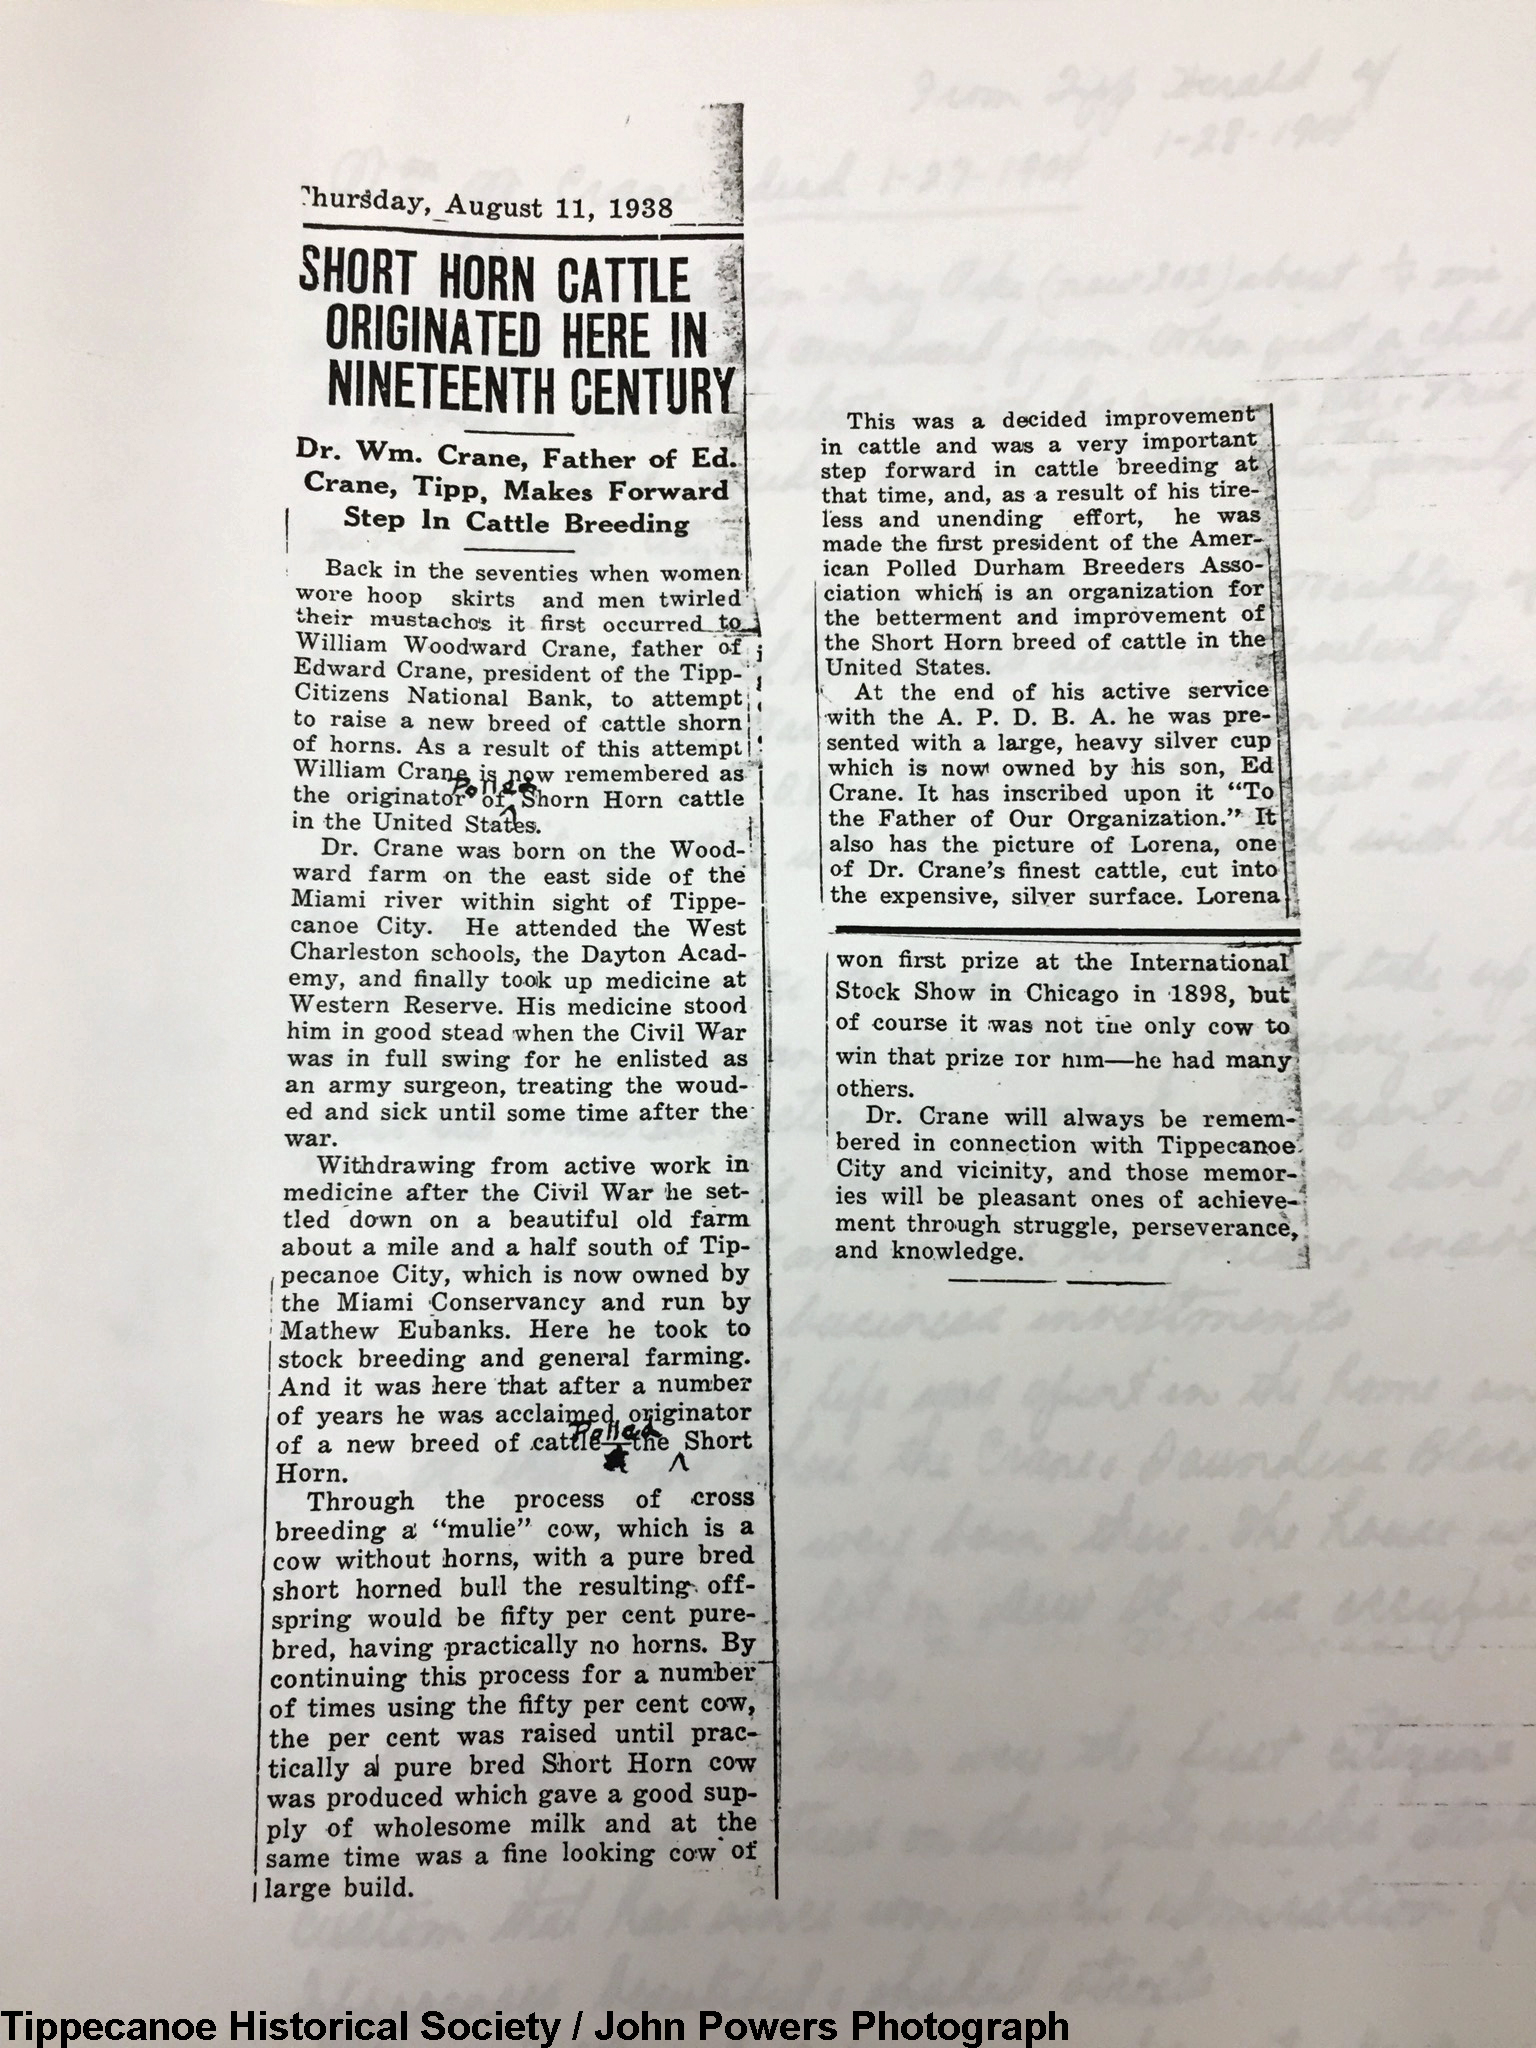 Thursday, August 11, 1938
SHORT HORN CATTLE
ORIGINATED HERE IN
NINETEENTH CENTURY
Dr. Wm. Crane, Father of Ed.
Crane, Tipp, Makes Forward
Step In Cattle Breeding
Back in the seventies when women
wore hoop skirts and men twirled
their mustachos it first occurred to
William Woodward Crane, father of
Edward Crane, president of the Tipp-
Citizens National Bank, to attempt
to raise a new breed of cattle shorn
of horns. As a result of this attempt
William Crane is now remembered as
Polled
the originator of Shorn Horn cattle
in the United States.
Dr. Crane was born on the Wood-
ward farm on the east side of the
Miami river within sight of Tippe-
canoe City. He attended the West
Charleston schools, the Dayton Acad-
emy, and finally took up medicine at
Western Reserve. His medicine stood
him in good stead when the Civil War
was in full swing for he enlisted as
an army surgeon, treating the woud-
ed and sick until some time after the
war.
Withdrawing from active work in
medicine after the Civil War he set-
tled down on a beautiful old farm
about a mile and a half south of Tip-
pecanoe City, which is now owned by
the Miami Conservancy and run by
Mathew Eubanks. Here he took to
stock breeding and general farming.
And it was here that after a number
of years he was acclaimed originator
Polled
of a new breed of cattle—the Short
Horn.
Through the process of cross
breeding a "mulie" cow, which is a
cow without horns, with a pure bred
short horned bull the resulting off-
spring would be fifty per cent pure-
bred, having practically no horns. By
continuing this process for a number
of times using the fifty per cent cow,
the per cent was raised until prac-
tically a pure bred Short Horn cow
was produced which gave a good sup-
ply of wholesome milk and at the
same time was a fine looking cow of
large build.
This was a decided improvement
in cattle and was a very important
step forward in cattle breeding at
that time, and, as a result of his tire-
less and unending effort, he was
made the first president of the Amer-
ican Polled Durham Breeders Asso-
ciation which is an organization for
the betterment and improvement of
the Short Horn breed of cattle in the
United States.
At the end of his active service
with the A. P. D. B. A. he was pre-
sented with a large, heavy silver cup
which is now owned by his son, Ed
Crane. It has inscribed upon it "To
the Father of Our Organization." It
also has the picture of Lorena, one
of Dr. Crane's finest cattle, cut into
the expensive, silver surface. Lorena
won first prize at the International
Stock Show in Chicago in 1898, but
of course it was not the only cow to
win that prize for him—he had many
others.
Dr. Crane will always be remem-
bered in connection with Tippecanoe
City and vicinity, and those memor-
ies will be pleasant ones of achieve-
ment through struggle, perseverance,
and knowledge.
Tippecanoe Historical Society / John Powers Photograph